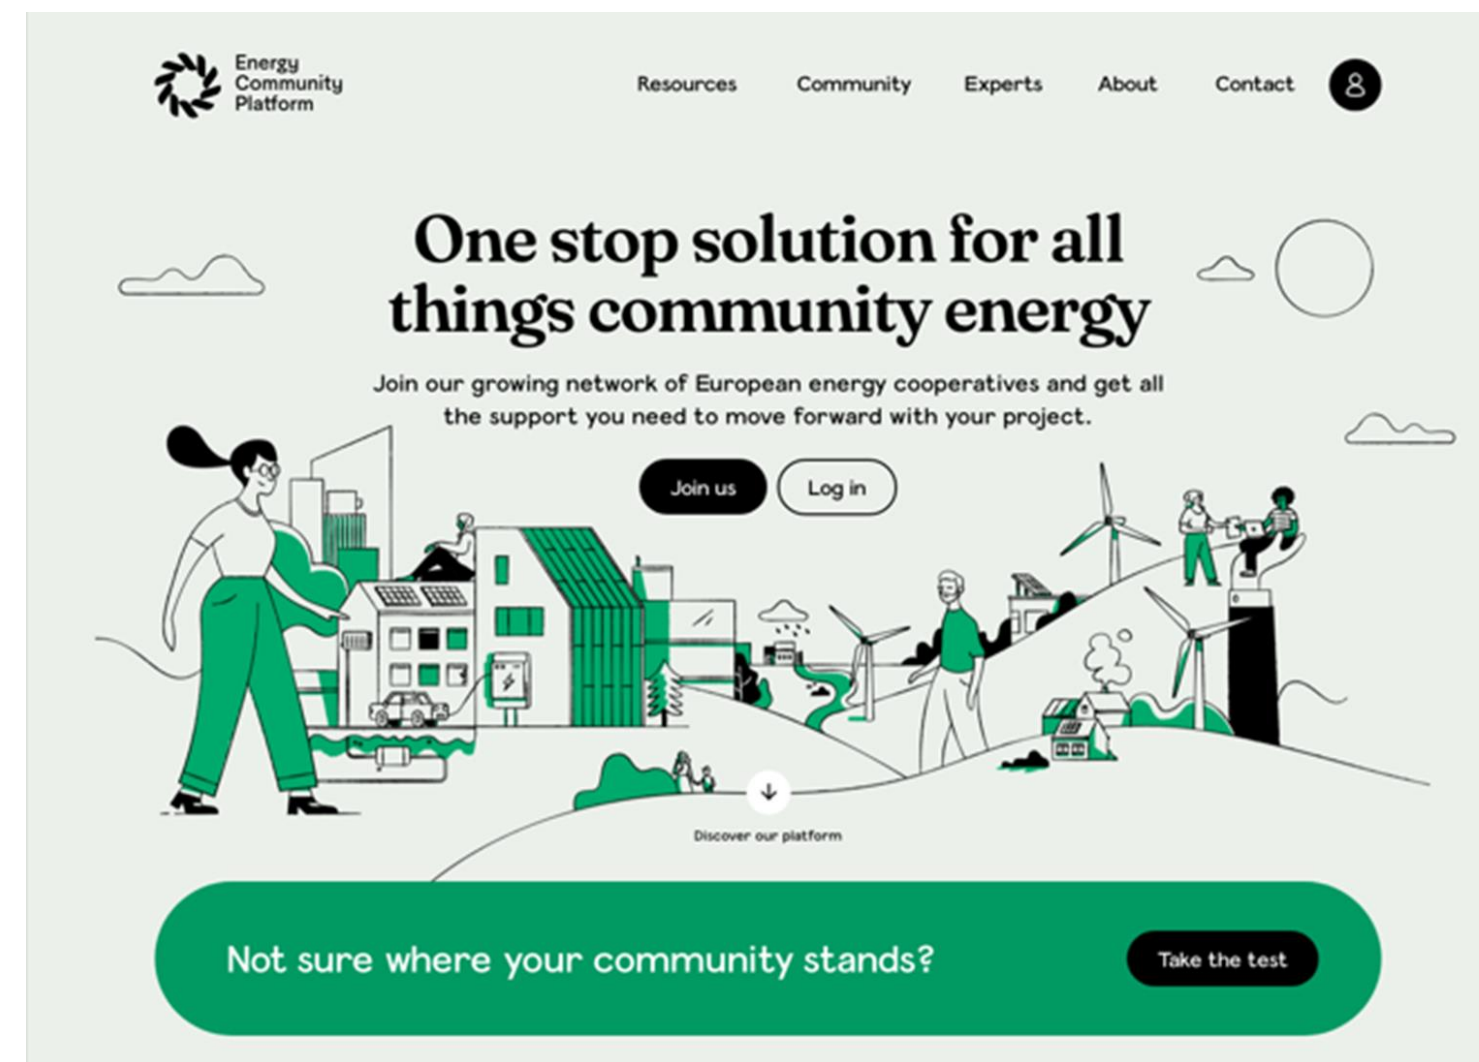 Energy
Community
Platform
Resources
Community
Experts
About
Contact
One stop solution for all
things community energy
Join our growing network of European energy cooperatives and get all
the support you need to move forward with your project.
Join us
Log in
Discover our platform
Not sure where your community stands?
Take the test